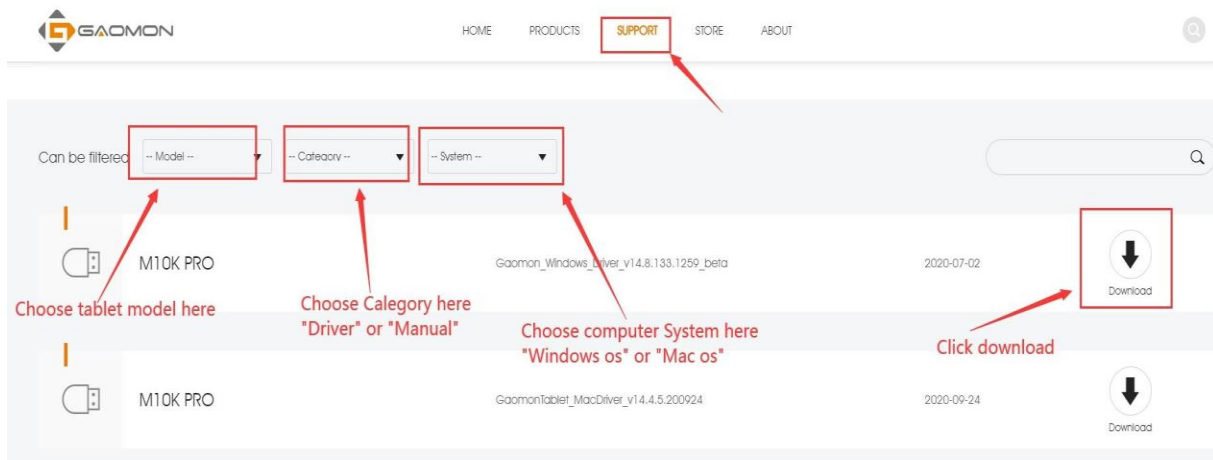 GAOMON
HOME PRODUCTS SUPPORT STORE ABOUT
Can be filtered -- Model -- -- Category -- -- System --
M10K PRO Gaomon_Windows_Driver_v14.8.133.1259_beta 2020-07-02 Download
Choose tablet model here
Choose Calegory here
"Driver" or "Manual"
Choose computer System here
"Windows os" or "Mac os"
Click download
M10K PRO GaomonTablet_MacDriver_v14.4.5.200924 2020-09-24 Download